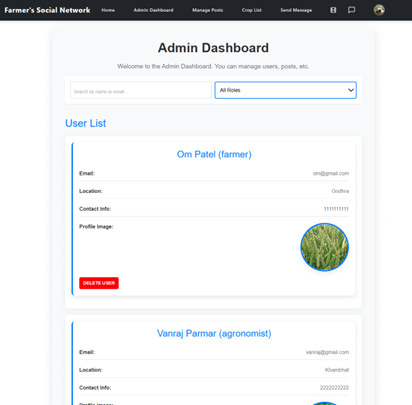 Farmer's Social Network Home Admin Dashboard Manage Posts Crop List Send Message
Admin Dashboard
Welcome to the Admin Dashboard. You can manage users, posts, etc.
Search by name or email... All Roles
User List
Om Patel (farmer)
Email: om@gmail.com
Location: Godhra
Contact Info: 1111111111
Profile Image:
DELETE USER
Vanraj Parmar (agronomist)
Email: vanraj@gmail.com
Location: Khambhat
Contact Info: 2222222222
Profile Image: